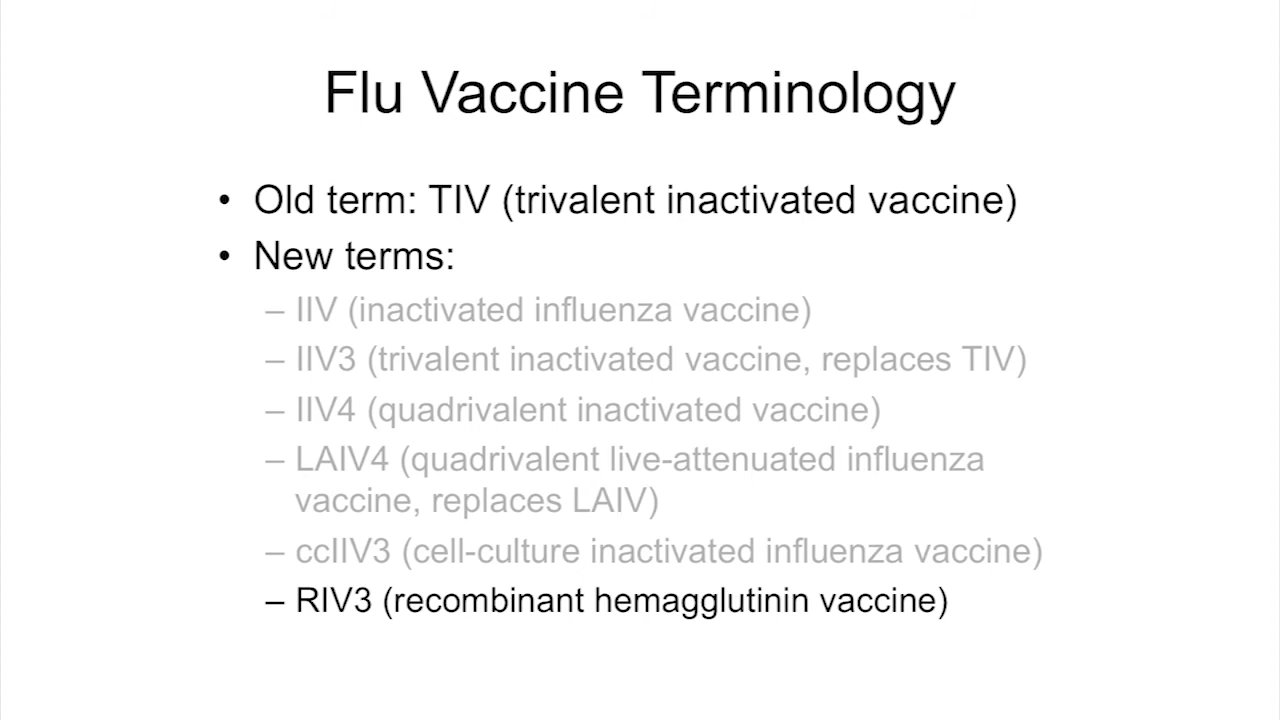 Flu Vaccine Terminology
• Old term: TIV (trivalent inactivated vaccine)
• New terms:
– IIV (inactivated influenza vaccine)
– IIV3 (trivalent inactivated vaccine, replaces TIV)
– IIV4 (quadrivalent inactivated vaccine)
– LAIV4 (quadrivalent live-attenuated influenza
vaccine, replaces LAIV)
– ccIIV3 (cell-culture inactivated influenza vaccine)
– RIV3 (recombinant hemagglutinin vaccine)